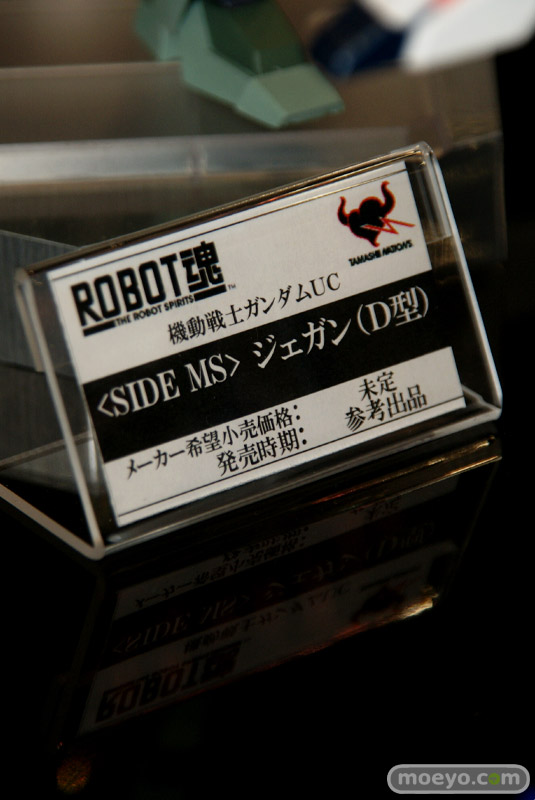 ROBOT魂
THE ROBOT SPIRITS
TM
TAMASHII NATIONS
機動戦士ガンダムUC
<SIDE MS> ジェガン(D型)
メーカー希望小売価格: 未定
発売時期: 参考出品
moeyo.com